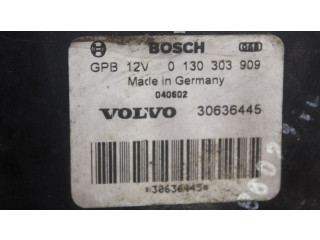 BOSCH
GPB 12V 0 130 303 909
Made in Germany
040602
VOLVO 30636445
*30636445*